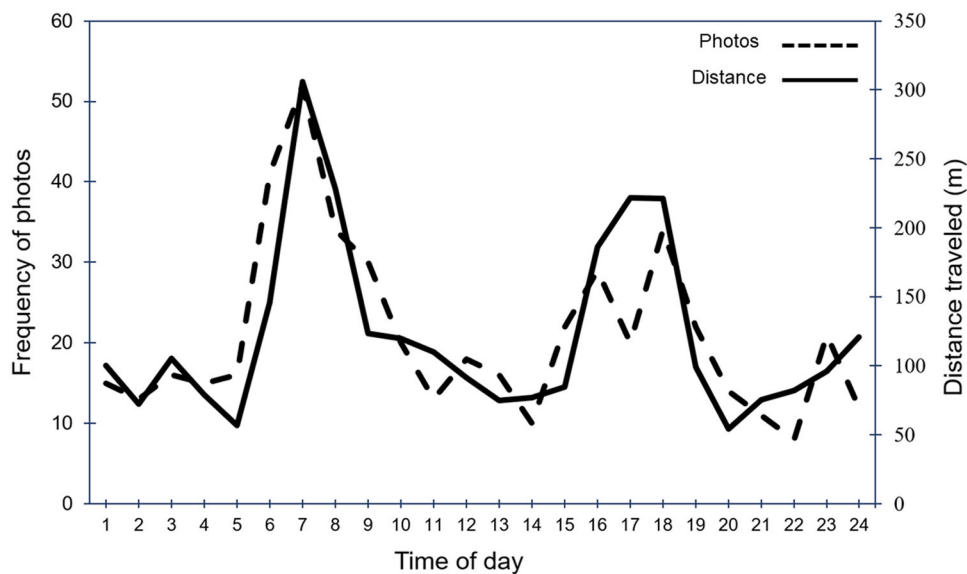 60
50
40
30
20
10
0
Frequency of photos
Photos
Distance
350
300
250
200
150
100
50
0
Distance traveled (m)
1 2 3 4 5 6 7 8 9 10 11 12 13 14 15 16 17 18 19 20 21 22 23 24
Time of day